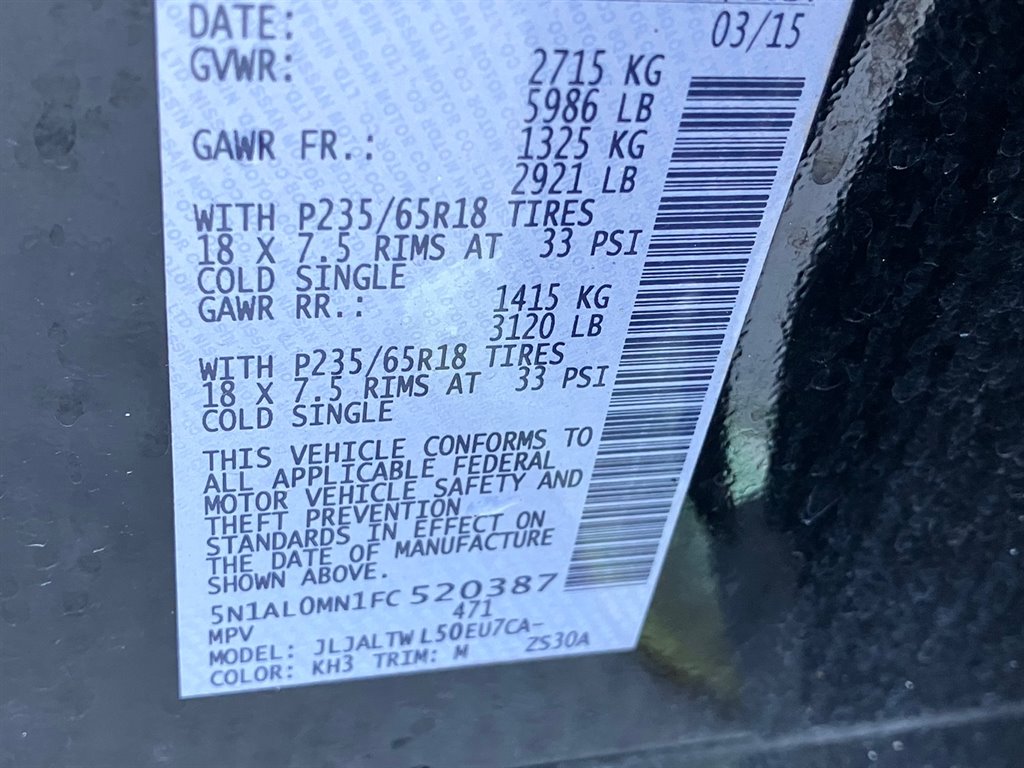 DATE: 03/15
GVWR: 2715 KG
5986 LB
GAWR FR.: 1325 KG
2921 LB
WITH P235/65R18 TIRES
18 X 7.5 RIMS AT 33 PSI
COLD SINGLE
GAWR RR.: 1415 KG
3120 LB
WITH P235/65R18 TIRES
18 X 7.5 RIMS AT 33 PSI
COLD SINGLE
THIS VEHICLE CONFORMS TO
ALL APPLICABLE FEDERAL
MOTOR VEHICLE SAFETY AND
THEFT PREVENTION
STANDARDS IN EFFECT ON
THE DATE OF MANUFACTURE
SHOWN ABOVE.
5N1AL0MN1FC 520387
MPV 471
MODEL: JLJALTW L50EU7CA-
COLOR: KH3 TRIM: M ZS30A